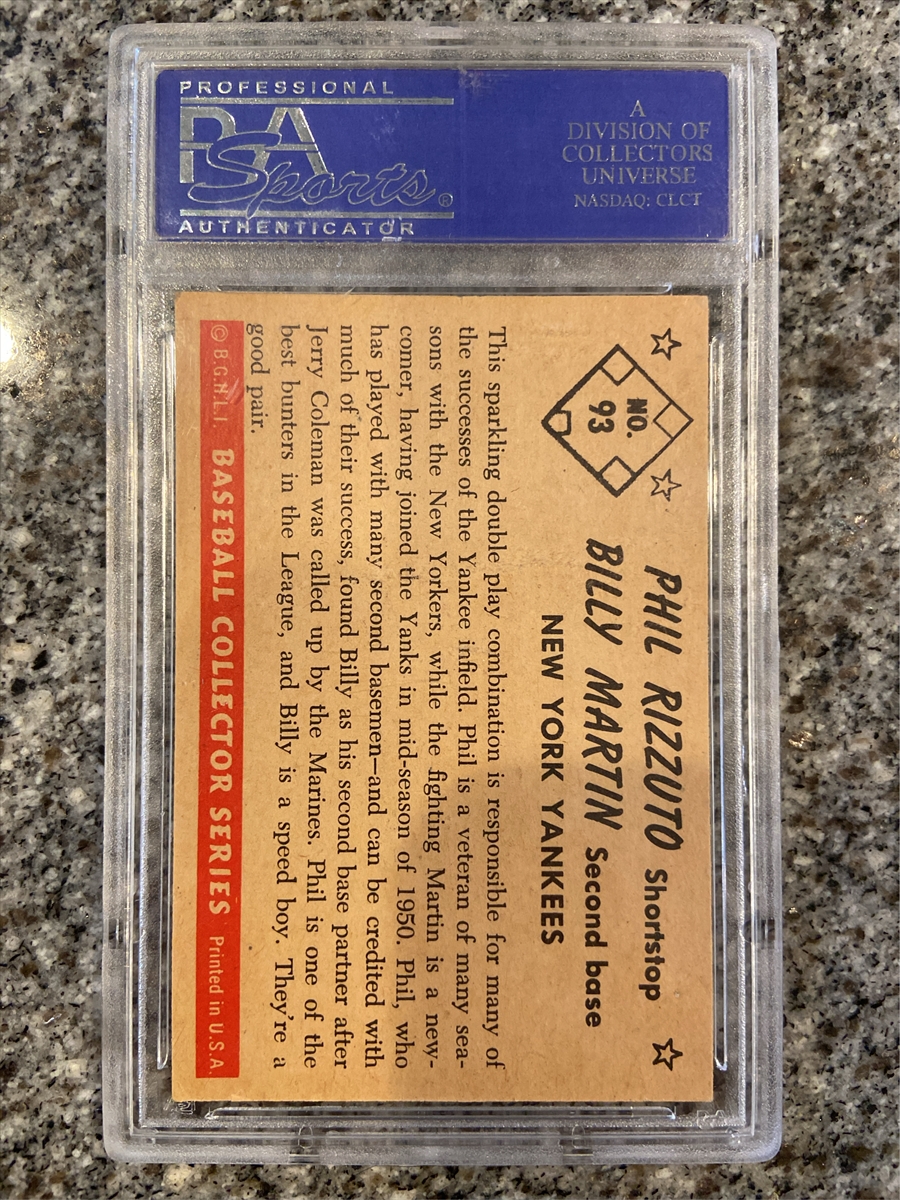 PROFESSIONAL
PSA
Sports®
AUTHENTICATOR
A
DIVISION OF
COLLECTORS
UNIVERSE
NASDAQ: CLCT
NO.
93
PHIL RIZZUTO Shortstop
BILLY MARTIN Second base
NEW YORK YANKEES
This sparkling double play combination is responsible for many of
the successes of the Yankee infield. Phil is a veteran of many sea-
sons with the New Yorkers, while the fighting Martin is a new-
comer, having joined the Yanks in mid-season of 1950. Phil, who
has played with many second basemen—and can be credited with
much of their success, found Billy as his second base partner after
Jerry Coleman was called up by the Marines. Phil is one of the
best bunters in the League, and Billy is a speed boy. They're a
good pair.
© B.G.H.L.I. BASEBALL COLLECTOR SERIES Printed in U.S.A.